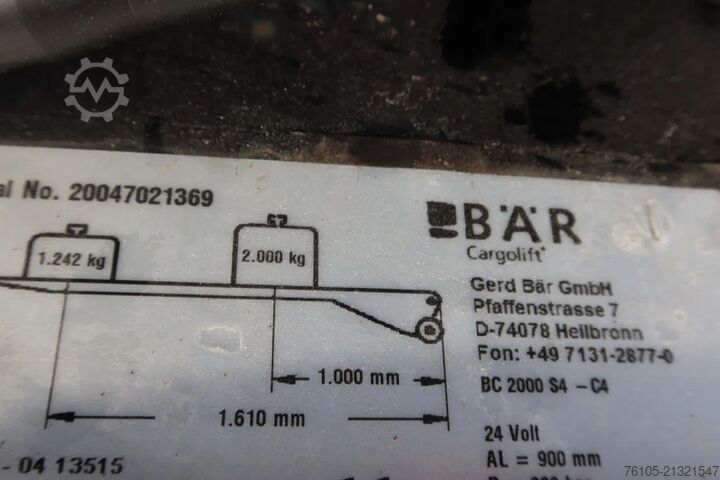 No. 20047021369
BÄR
Cargolift
1.242 kg
2.000 kg
Gerd Bär GmbH
Pfaffenstrasse 7
D-74078 Heilbronn
Fon: +49 7131-2877-0
1.000 mm
BC 2000 S4 - C4
1.610 mm
24 Volt
AL = 900 mm
- 04 13515
76105-21321547